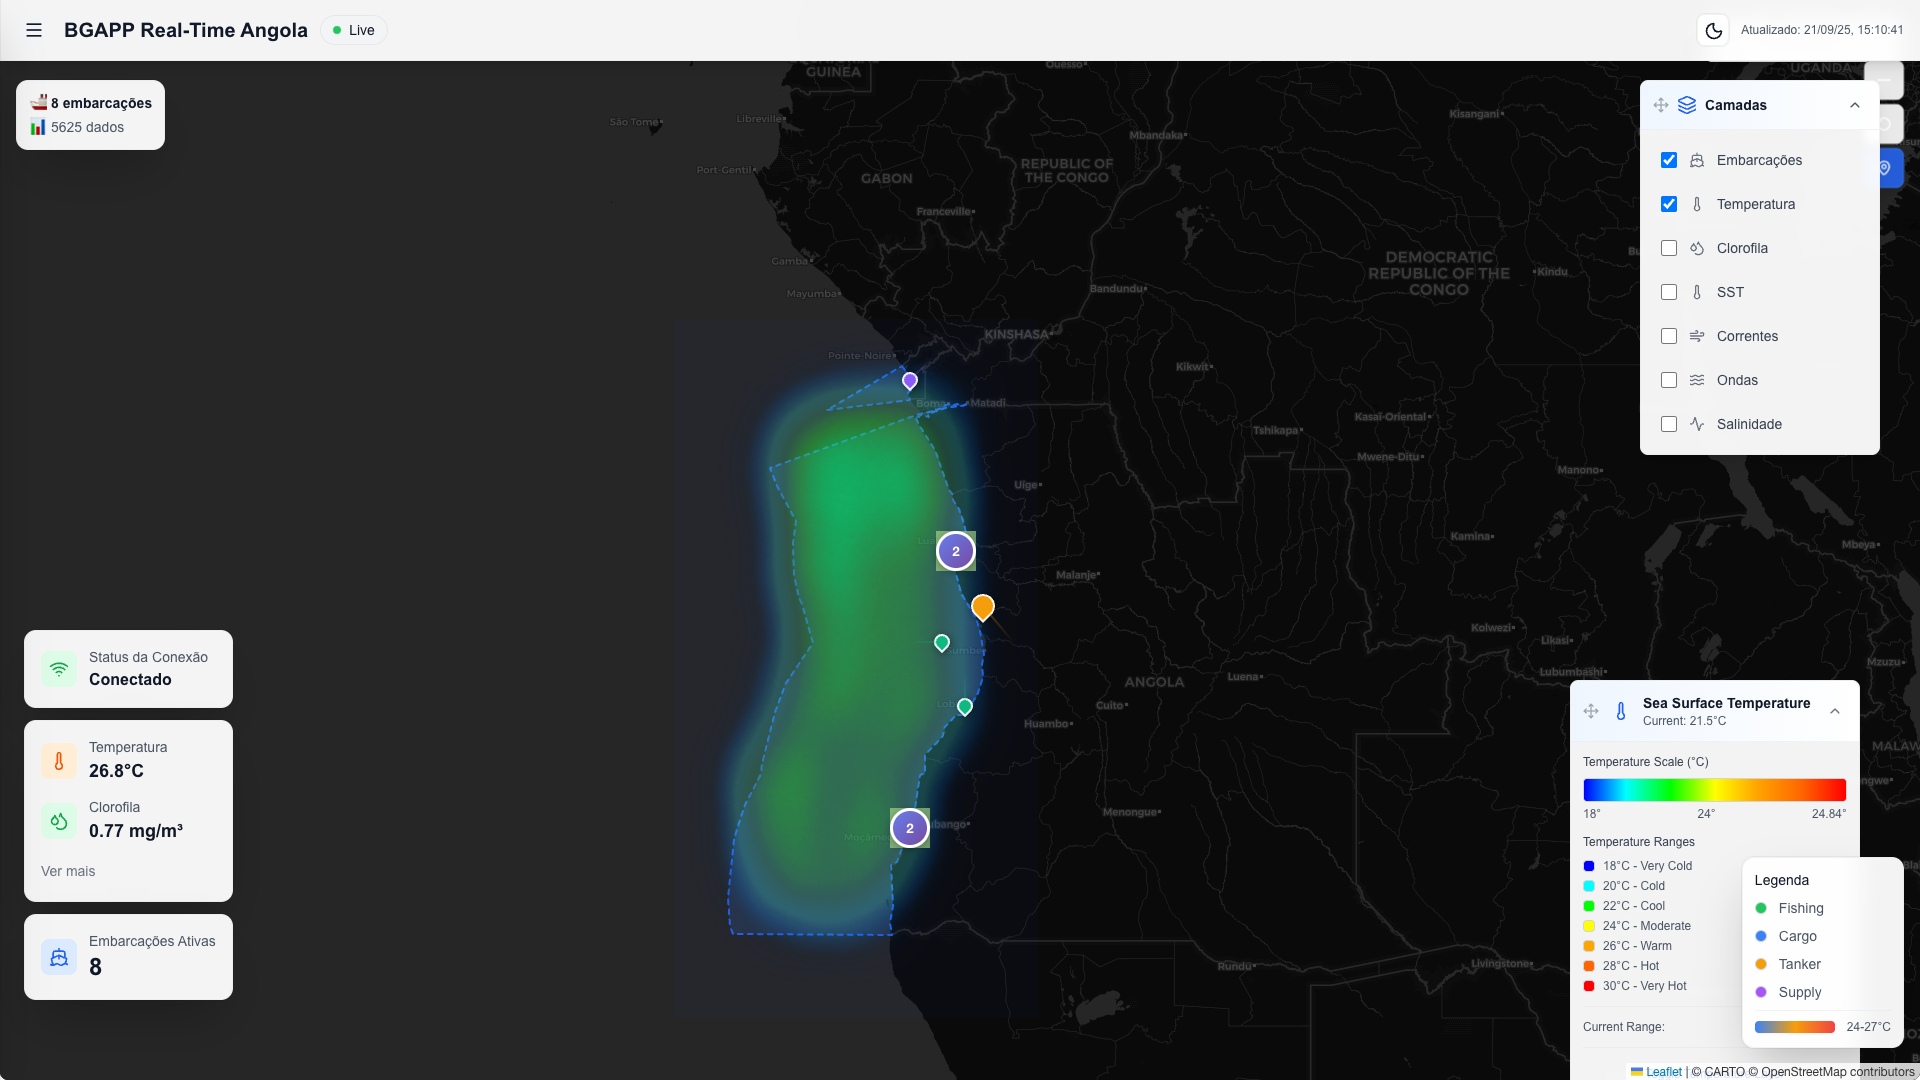 BGAPP Real-Time Angola
Live
Atualizado: 21/09/25, 15:10:41
8 embarcações
5625 dados
Camadas
Embarcações
Temperatura
Clorofila
SST
Correntes
Ondas
Salinidade
GUINEA
Ouesso
UGANDA
São Tomé
Libreville
Mbandaka
Kisangani
Port-Gentil
GABON
REPUBLIC OF
THE CONGO
Franceville
Gamba
Mayumba
DEMOCRATIC
REPUBLIC OF THE
CONGO
Kindu
Bandundu
KINSHASA
Pointe-Noire
Kikwit
Boma
Matadi
Kasaï-Oriental
Tshikapa
Mwene-Ditu
Manono
Uíge
2
Kamina
Mbeya
Malanje
Kolwezi
Likasi
Lubumbashi
Mzuzu
ANGOLA
Luena
Cuito
Huambo
Menongue
2
Rundu
Livingstone
Status da Conexão
Conectado
Temperatura
26.8°C
Clorofila
0.77 mg/m³
Ver mais
Embarcações Ativas
8
Sea Surface Temperature
Current: 21.5°C
Temperature Scale (°C)
18° 24° 24.84°
Temperature Ranges
18°C - Very Cold
20°C - Cold
22°C - Cool
24°C - Moderate
26°C - Warm
28°C - Hot
30°C - Very Hot
Current Range:
Legenda
Fishing
Cargo
Tanker
Supply
24-27°C
Leaflet | © CARTO © OpenStreetMap contributors